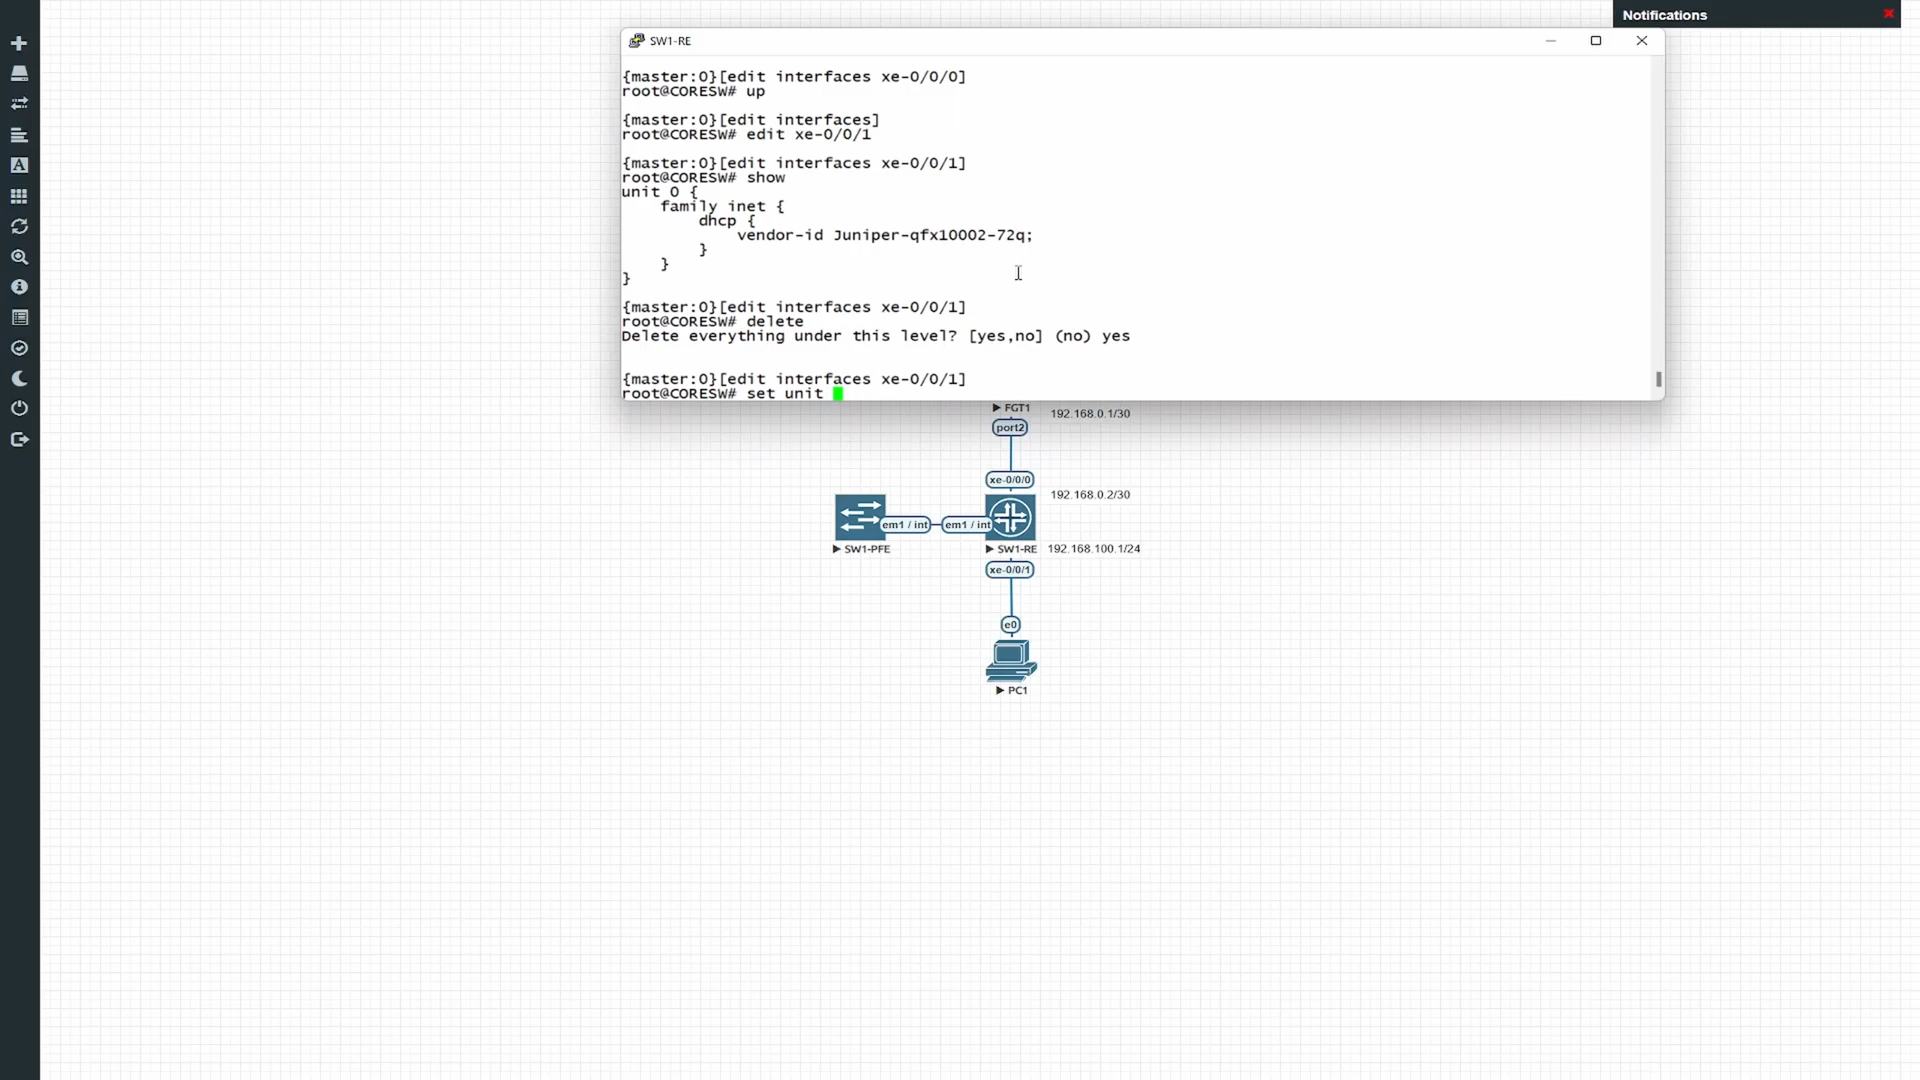 Notifications
SW1-RE
{master:0}[edit interfaces xe-0/0/0]
root@CORESW# up
{master:0}[edit interfaces]
root@CORESW# edit xe-0/0/1
{master:0}[edit interfaces xe-0/0/1]
root@CORESW# show
unit 0 {
    family inet {
        dhcp {
            vendor-id Juniper-qfx10002-72q;
        }
    }
}
{master:0}[edit interfaces xe-0/0/1]
root@CORESW# delete
Delete everything under this level? [yes,no] (no) yes
{master:0}[edit interfaces xe-0/0/1]
root@CORESW# set unit
FGT1
192.168.0.1/30
port2
xe-0/0/0
192.168.0.2/30
em1 / int
em1 / int
SW1-PFE
SW1-RE
192.168.100.1/24
xe-0/0/1
e0
PC1